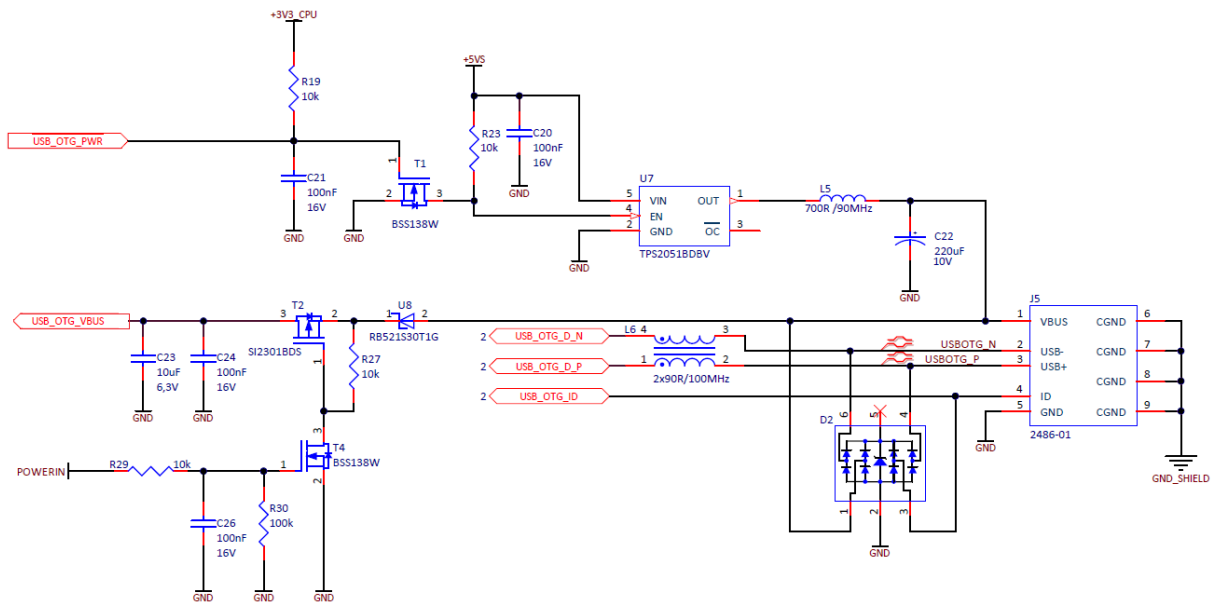 +3V3_CPU
R19
10k
USB_OTG_PWR
C21
100nF
16V
GND
1
T1
2
3
BSS138W
GND
+5VS
R23
10k
C20
100nF
16V
GND
U7
5
VIN
OUT
1
4
EN
2
GND
OC
3
TPS2051BDBV
GND
L5
700R /90MHz
C22
220uF
10V
GND
USB_OTG_VBUS
C23
10uF
6,3V
GND
C24
100nF
16V
GND
T2
3
2
SI2301BDS
1
U8
1
2
RB521S30T1G
R27
10k
3
T4
BSS138W
1
2
GND
POWERIN
R29
10k
C26
100nF
16V
GND
R30
100k
GND
2
USB_OTG_D_N
L6
4
3
2
USB_OTG_D_P
1
2
2x90R/100MHz
2
USB_OTG_ID
USBOTG_N
USBOTG_P
D2
6
5
4
1
2
3
GND
J5
1
VBUS
CGND
6
2
USB-
CGND
7
3
USB+
CGND
8
4
ID
5
GND
CGND
9
2486-01
GND
GND_SHIELD